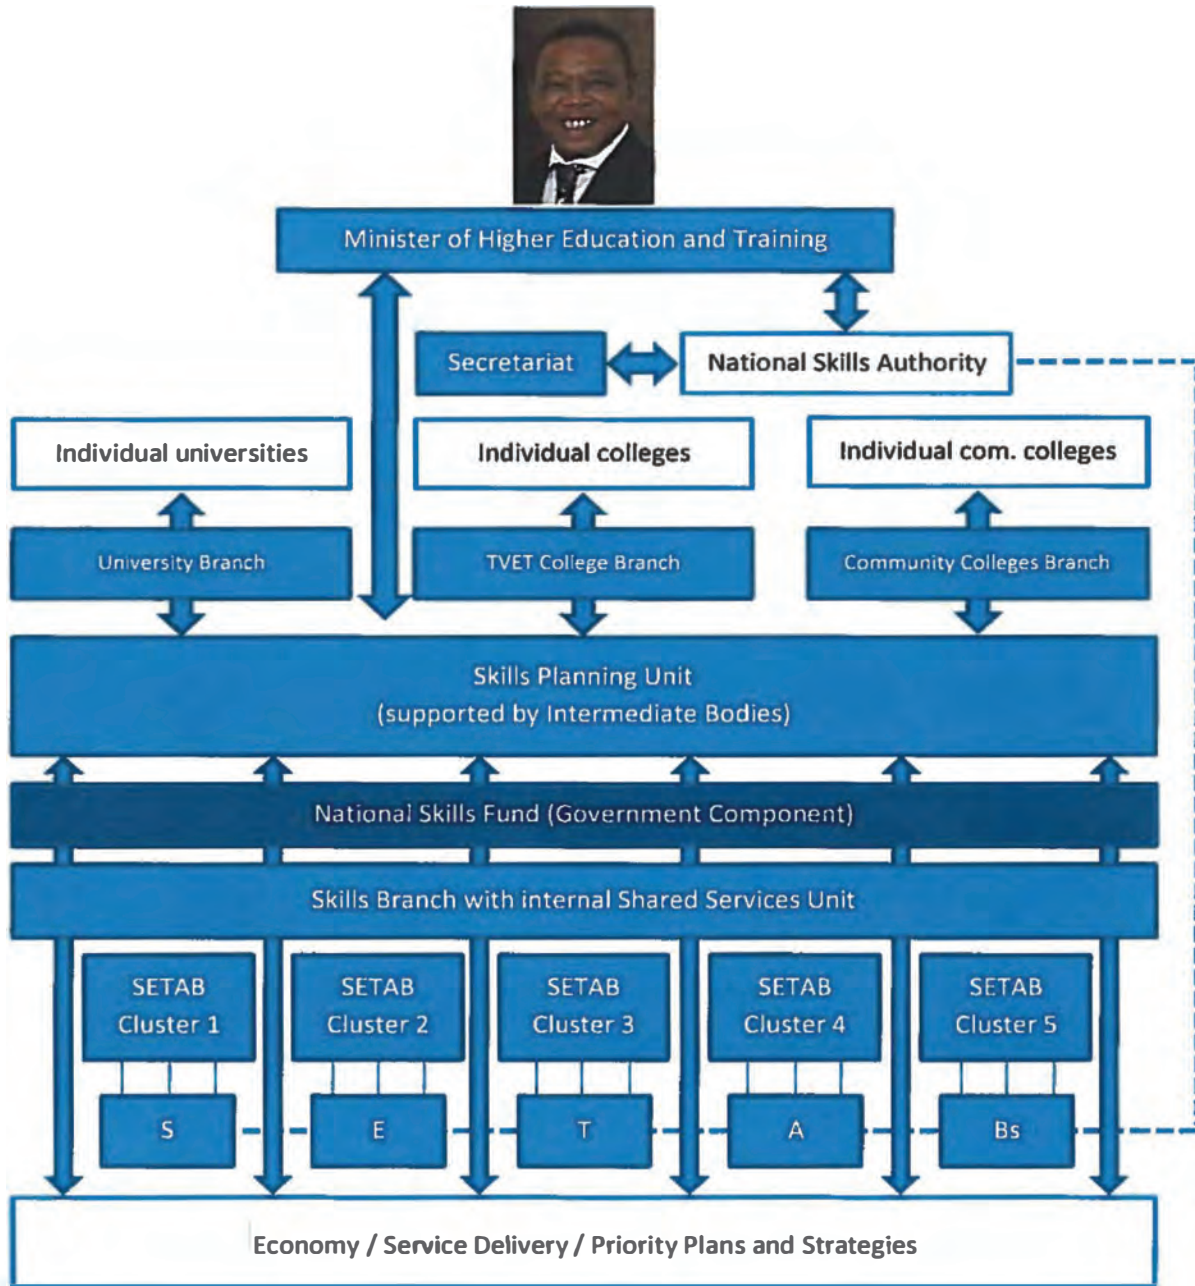 Minister of Higher Education and Training
Secretariat
National Skills Authority
Individual universities
Individual colleges
Individual com. colleges
University Branch
TVET College Branch
Community Colleges Branch
Skills Planning Unit
(supported by Intermediate Bodies)
National Skills Fund (Government Component)
Skills Branch with internal Shared Services Unit
SETAB
Cluster 1
SETAB
Cluster 2
SETAB
Cluster 3
SETAB
Cluster 4
SETAB
Cluster 5
S
E
T
A
Bs
Economy / Service Delivery / Priority Plans and Strategies